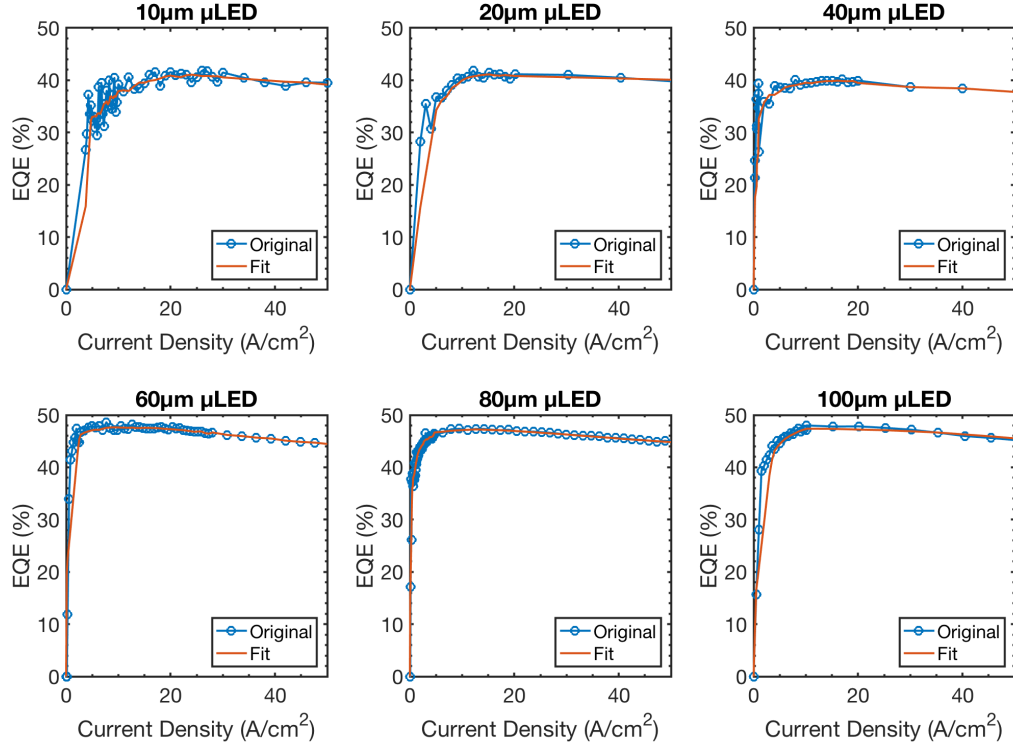 10μm μLED
50
40
30
20
10
0
EQE (%)
Original
Fit
0
20
40
Current Density (A/cm²)
20μm μLED
50
40
30
20
10
0
EQE (%)
Original
Fit
0
20
40
Current Density (A/cm²)
40μm μLED
50
40
30
20
10
0
EQE (%)
Original
Fit
0
20
40
Current Density (A/cm²)
60μm μLED
50
40
30
20
10
0
EQE (%)
Original
Fit
0
20
40
Current Density (A/cm²)
80μm μLED
50
40
30
20
10
0
EQE (%)
Original
Fit
0
20
40
Current Density (A/cm²)
100μm μLED
50
40
30
20
10
0
EQE (%)
Original
Fit
0
20
40
Current Density (A/cm²)